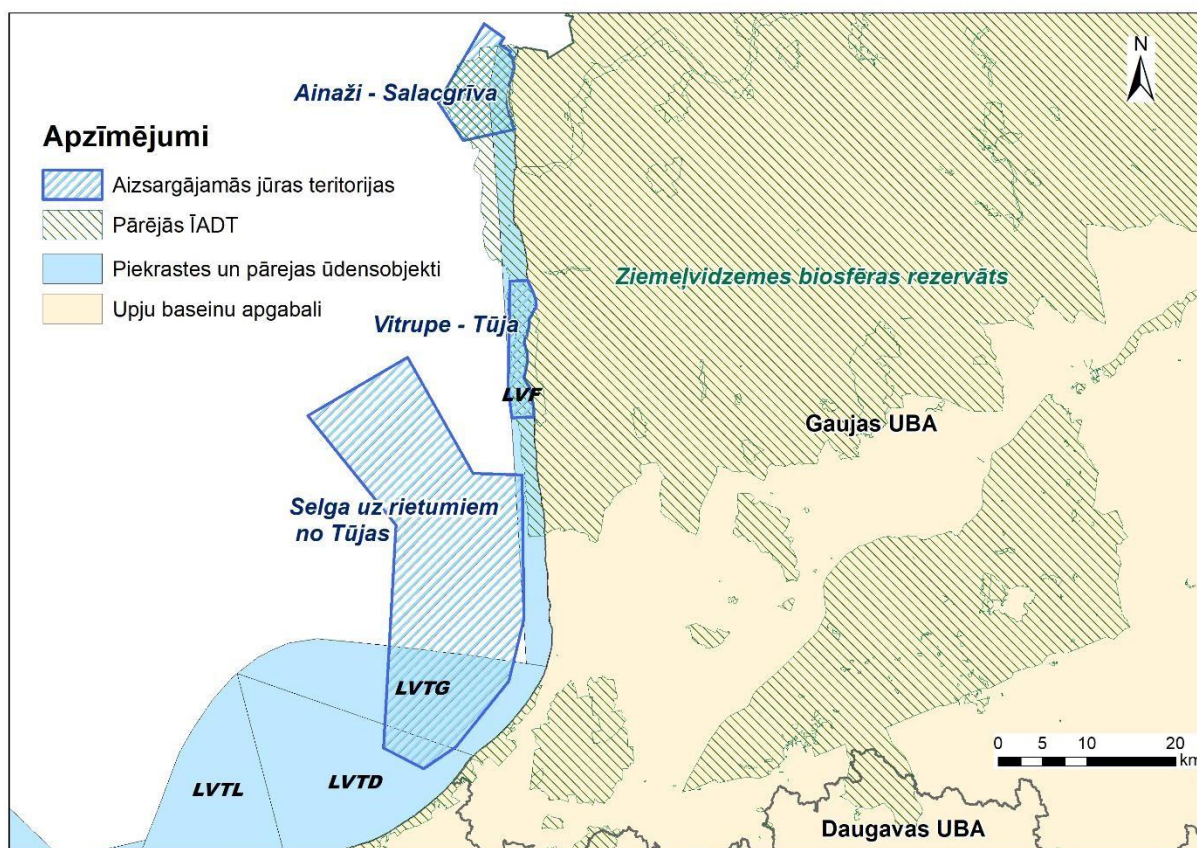 N
Ainaži - Salacgrīva
Apzīmējumi
Aizsargājamās jūras teritorijas
Pārējās ĪADT
Piekrastes un pārejas ūdensobjekti
Upju baseinu apgabali
Ziemeļvidzemes biosfēras rezervāts
Vitrupe - Tūja
LVF
Gaujas UBA
Selga uz rietumiem
no Tūjas
LVTG
LVTL
LVTD
0 5 10 20
km
Daugavas UBA